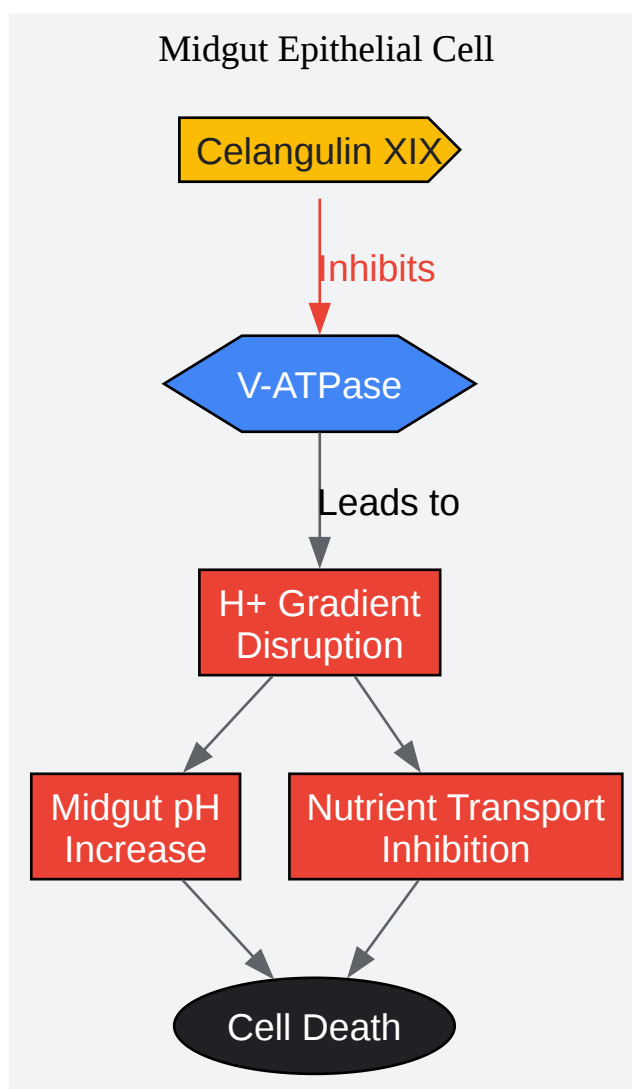 Midgut Epithelial Cell
Celangulin XIX
Inhibits
V-ATPase
Leads to
H+ Gradient
Disruption
Midgut pH
Increase
Nutrient Transport
Inhibition
Cell Death